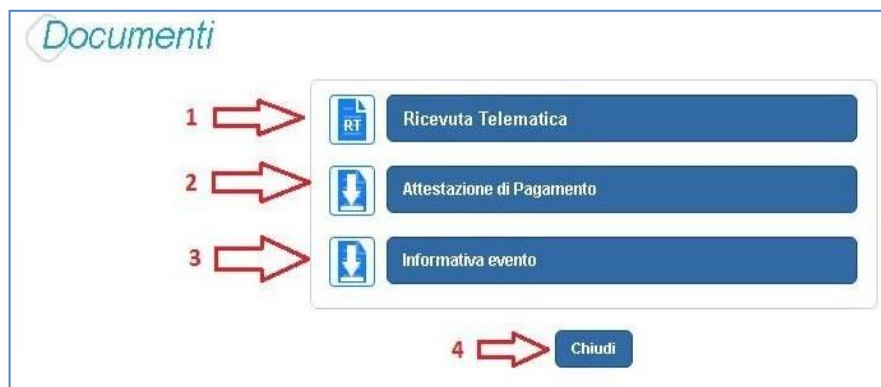 Documenti
1 RT Ricevuta Telematica
2 Attestazione di Pagamento
3 Informativa evento
4 Chiudi